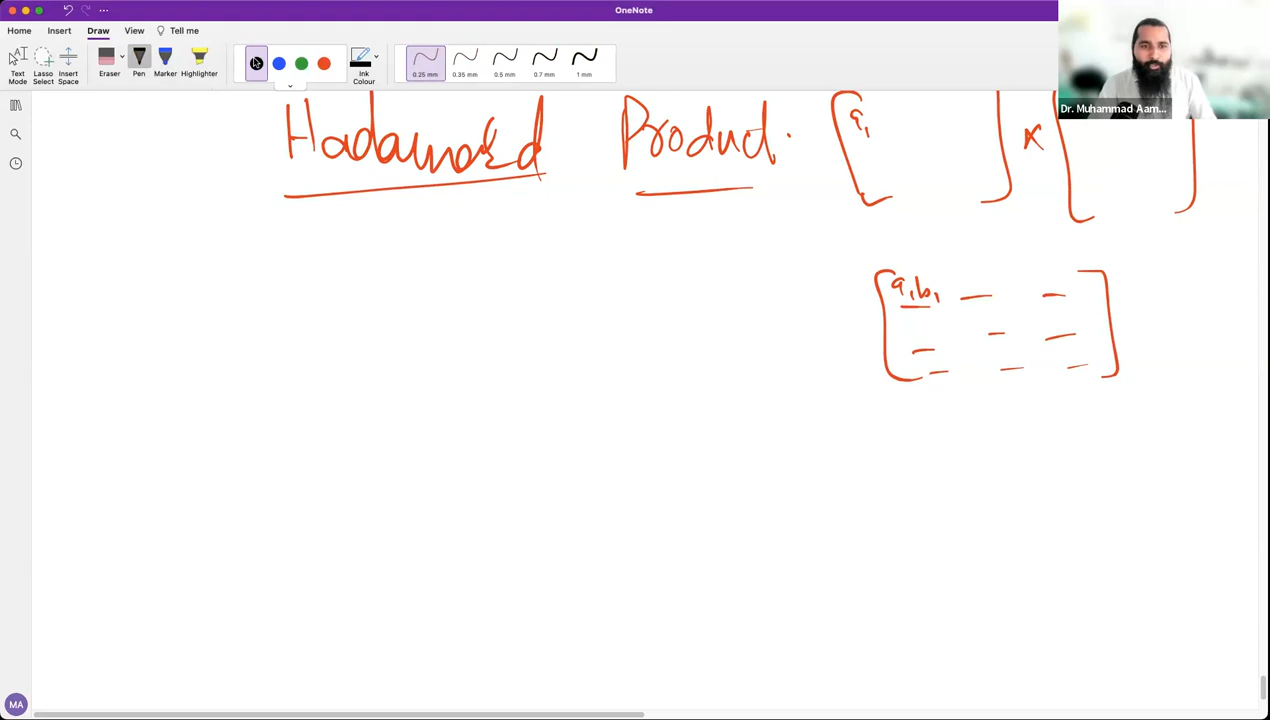 OneNote
Home Insert Draw View Tell me
Text Mode Lasso Select Insert Space Eraser Pen Marker Highlighter Ink Colour 0.25 mm 0.35 mm 0.5 mm 0.7 mm 1 mm
Dr. Muhammad Aam...
Hadamard Product. [a₁ ] × [ ]
[a₁b₁ — —
— — —
— — —]
MA